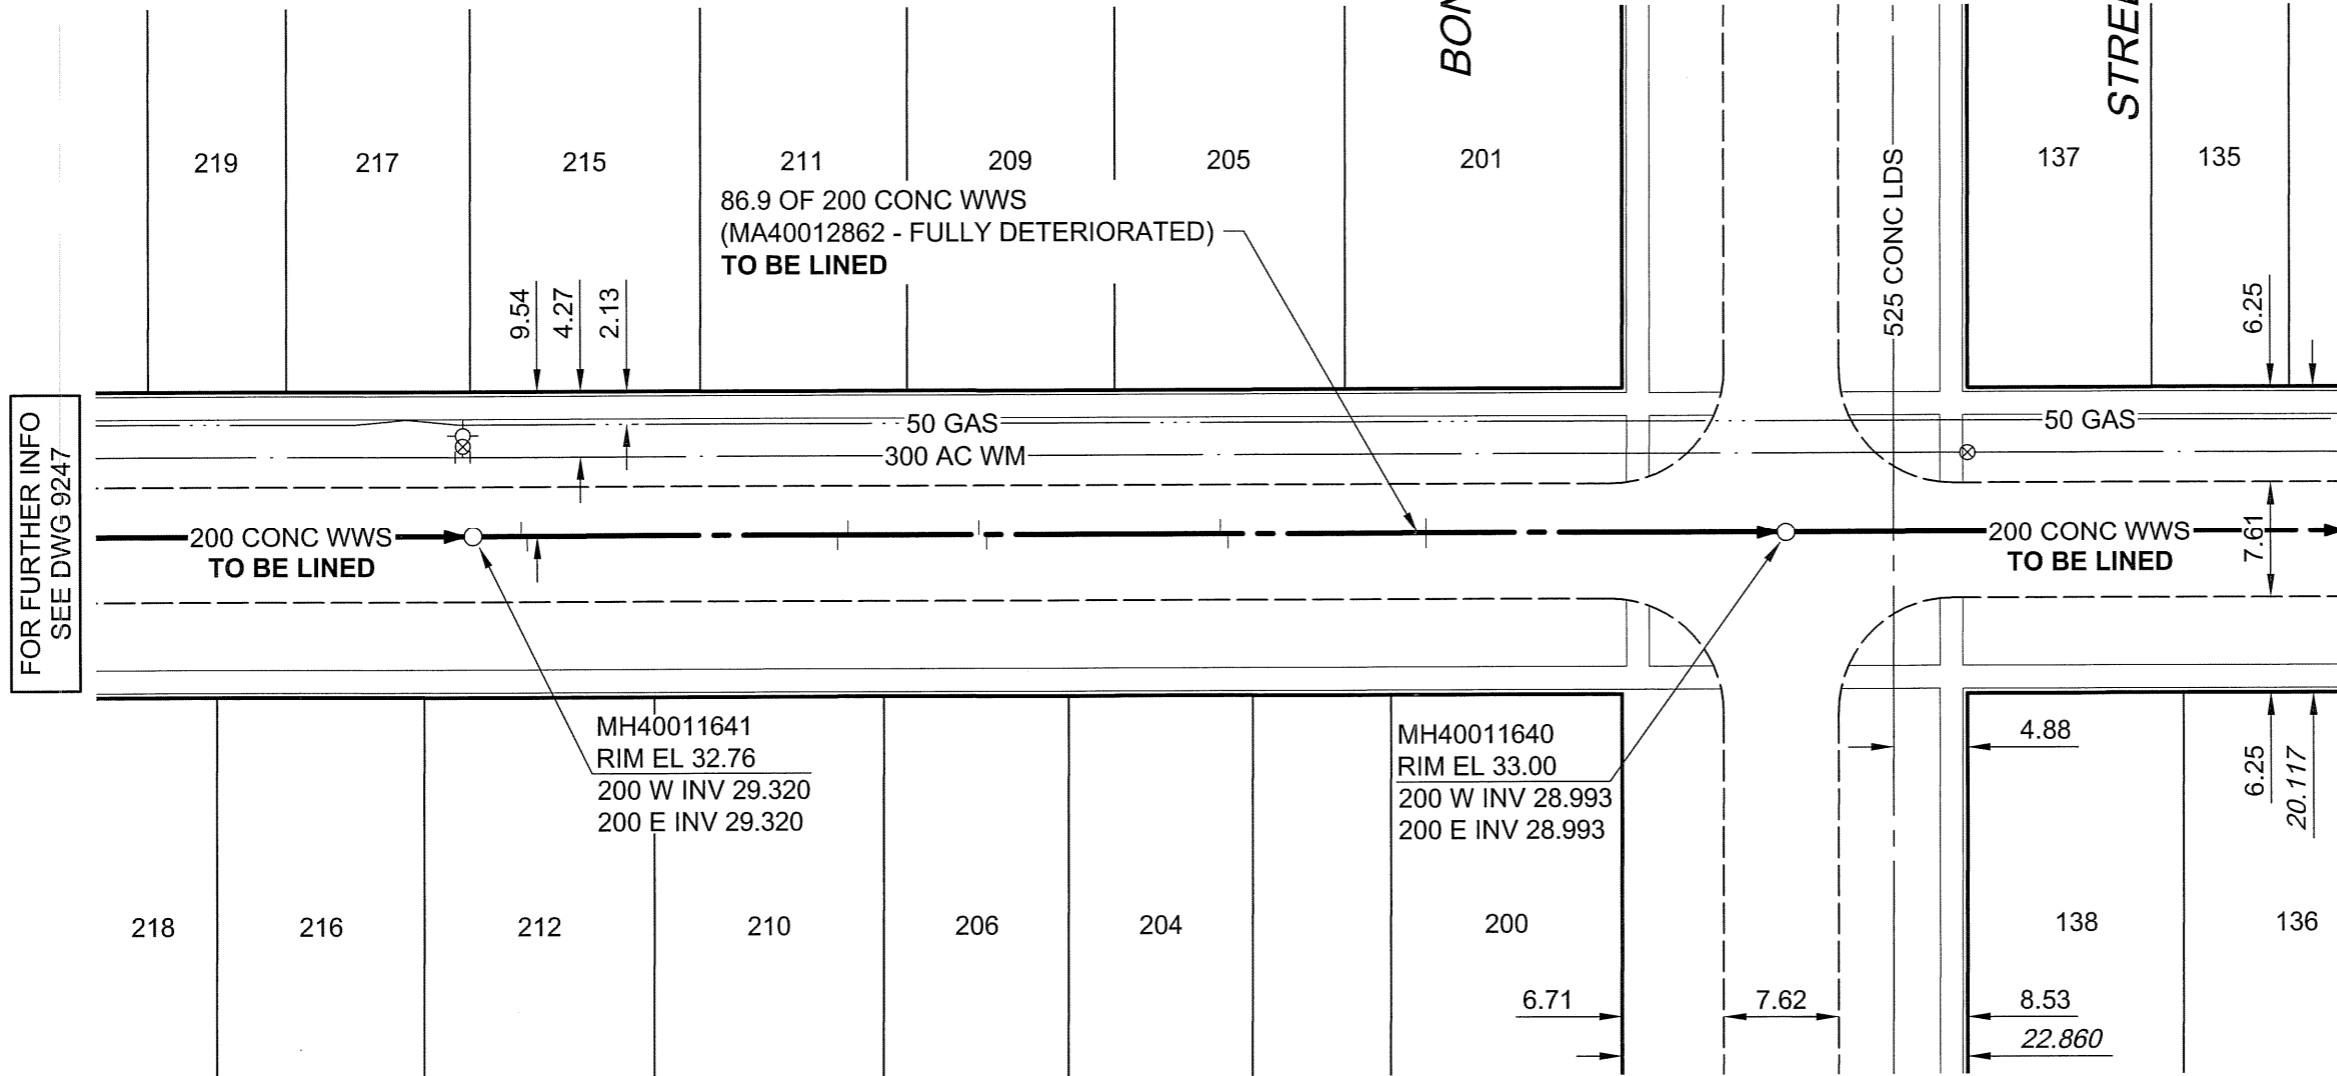 219
217
215
211
209
205
201
137
135
86.9 OF 200 CONC WWS
(MA40012862 - FULLY DETERIORATED)
TO BE LINED
525 CONC LDS
9.54
4.27
2.13
6.25
50 GAS
50 GAS
300 AC WM
FOR FURTHER INFO
SEE DWG 9247
200 CONC WWS
TO BE LINED
200 CONC WWS
TO BE LINED
7.61
MH40011641
RIM EL 32.76
200 W INV 29.320
200 E INV 29.320
MH40011640
RIM EL 33.00
200 W INV 28.993
200 E INV 28.993
4.88
6.25
20.117
218
216
212
210
206
204
200
138
136
6.71
7.62
8.53
22.860